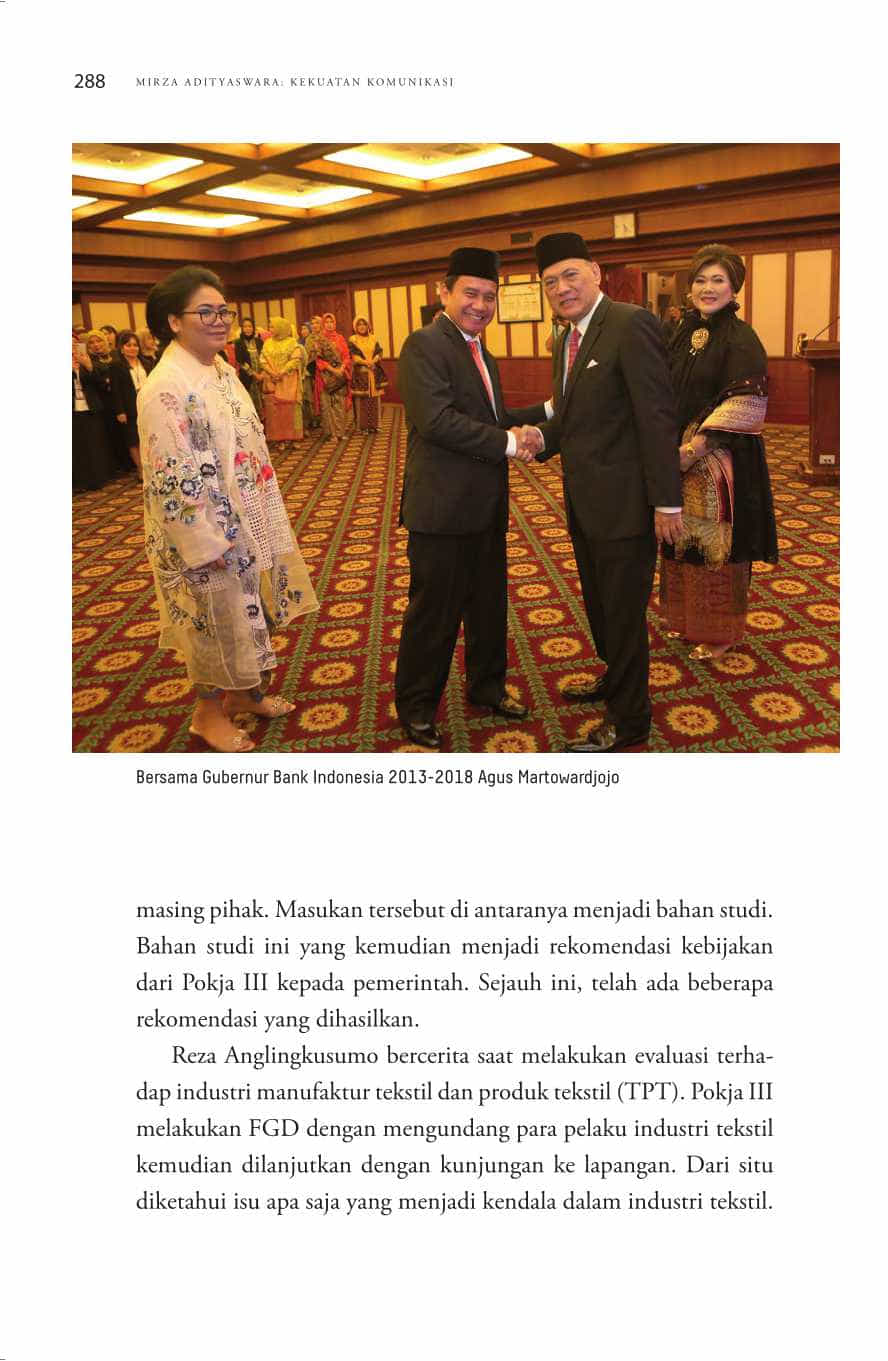 288 MIRZA ADITYASWARA: KEKUATAN KOMUNIKASI
Bersama Gubernur Bank Indonesia 2013-2018 Agus Martowardjojo
masing pihak. Masukan tersebut di antaranya menjadi bahan studi.
Bahan studi ini yang kemudian menjadi rekomendasi kebijakan
dari Pokja III kepada pemerintah. Sejauh ini, telah ada beberapa
rekomendasi yang dihasilkan.
Reza Anglingkusumo bercerita saat melakukan evaluasi terha-
dap industri manufaktur tekstil dan produk tekstil (TPT). Pokja III
melakukan FGD dengan mengundang para pelaku industri tekstil
kemudian dilanjutkan dengan kunjungan ke lapangan. Dari situ
diketahui isu apa saja yang menjadi kendala dalam industri tekstil.